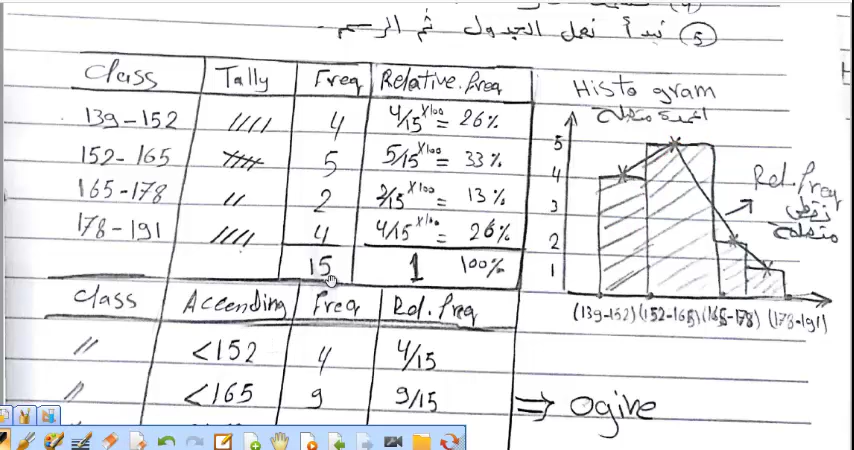 ⑤ نبدأ نعمل الجدول ثم الرسم.
Class Tally Freq Relative.freq
139-152 //// 4 4/15 ×100 = 26%
152-165 5 5/15 ×100 = 33%
165-178 // 2 2/15 ×100 = 13%
178-191 //// 4 4/15 ×100 = 26%
15 1 100%
Histo gram
5
4
3
2
1
Rel.freq
متصلة
(139-152) (152-165) (165-178) (178-191)
Class Accending Freq Rel.freq
// <152 4 4/15
// <165 9 9/15
⇒ Ogive